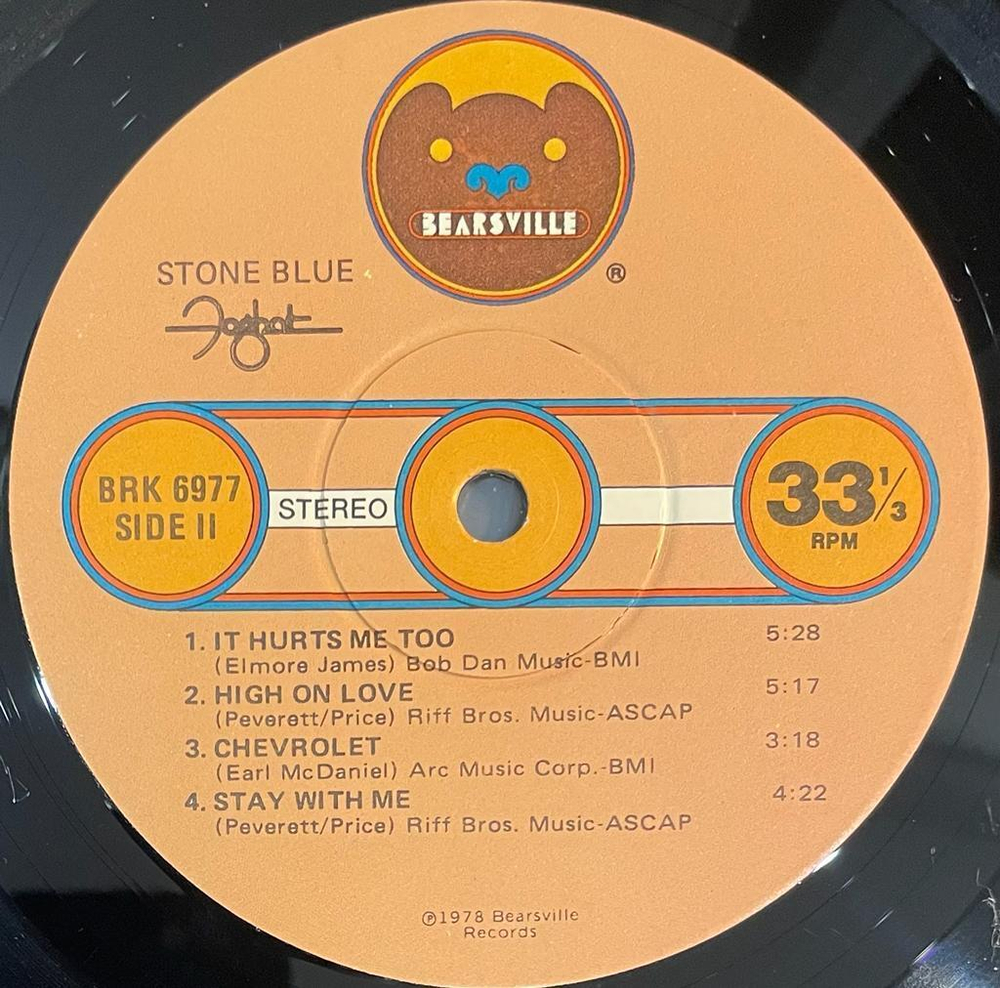 BEARSVILLE
®
STONE BLUE
Foghat
BRK 6977
SIDE II
STEREO
33⅓
RPM
1. IT HURTS ME TOO 5:28
(Elmore James) Bob Dan Music-BMI
2. HIGH ON LOVE 5:17
(Peverett/Price) Riff Bros. Music-ASCAP
3. CHEVROLET 3:18
(Earl McDaniel) Arc Music Corp.-BMI
4. STAY WITH ME 4:22
(Peverett/Price) Riff Bros. Music-ASCAP
℗1978 Bearsville
Records